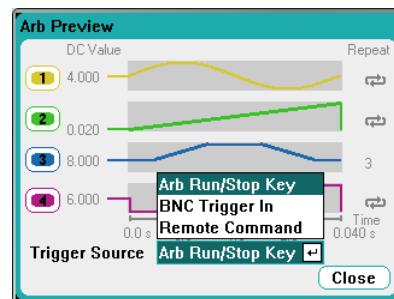 Arb Preview
DC Value Repeat
1 4.000
2 0.020
3 8.000 3
4 6.000
Arb Run/Stop Key
BNC Trigger In
Remote Command
Time
0.0 s 0.040 s
Trigger Source Arb Run/Stop Key
Close